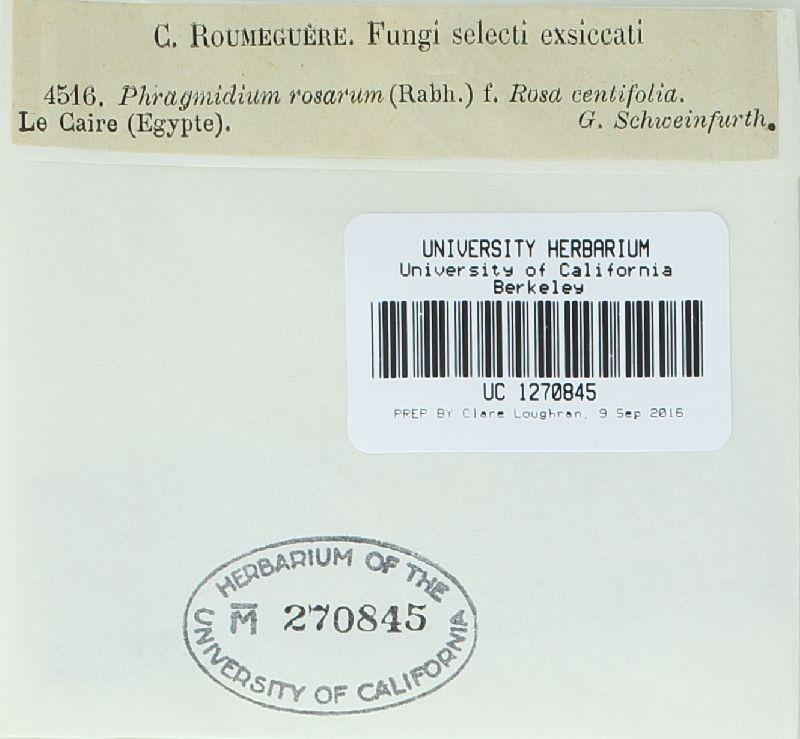 C. ROUMEGUÈRE. Fungi selecti exsiccati
4516. Phragmidium rosarum (Rabh.) f. Rosa centifolia.
Le Caire (Egypte). G. Schweinfurth.
UNIVERSITY HERBARIUM
University of California
Berkeley
UC 1270845
PREP BY Clare Loughran, 9 Sep 2016
HERBARIUM OF THE
M 270845
UNIVERSITY OF CALIFORNIA